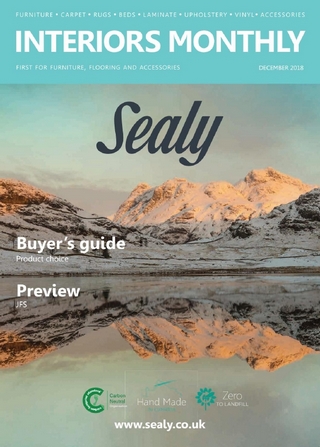 FURNITURE • CARPET • RUGS • BEDS • LAMINATE • UPHOLSTERY • VINYL • ACCESSORIES
INTERIORS MONTHLY
FIRST FOR FURNITURE, FLOORING AND ACCESSORIES
DECEMBER 2018
Sealy
Buyer's guide
Product choice
Preview
JFS
Carbon
Neutral
Hand Made
Zero
TO LANDFILL
www.sealy.co.uk